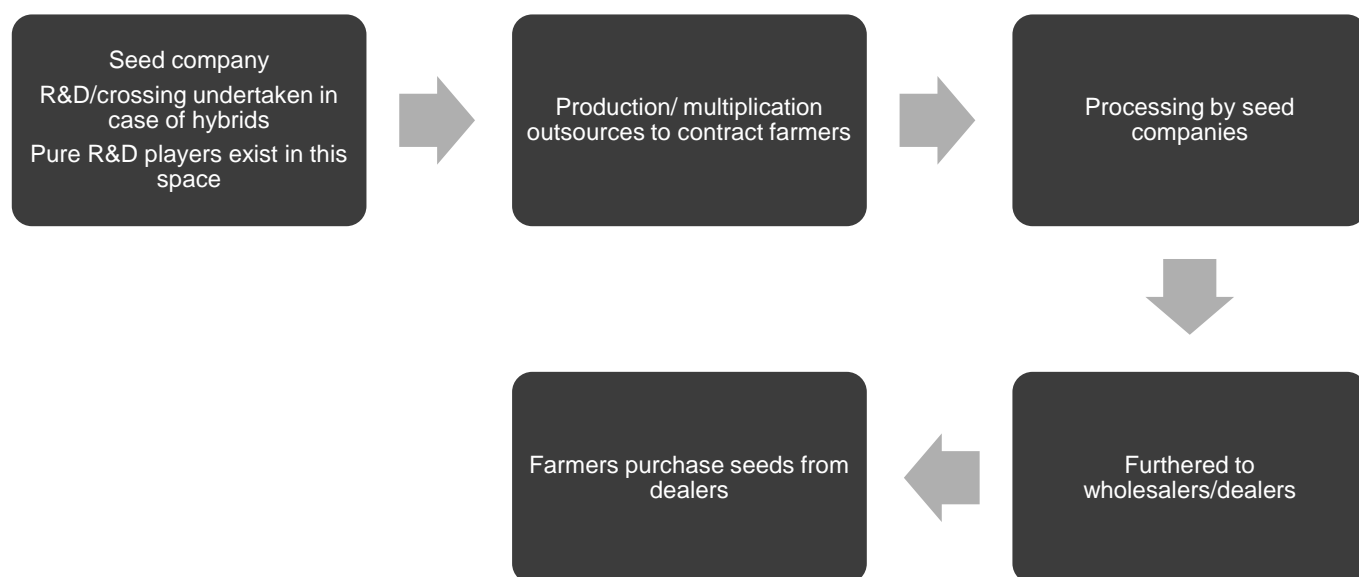 Seed company
R&D/crossing undertaken in
case of hybrids
Pure R&D players exist in this
space
Production/ multiplication
outsources to contract farmers
Processing by seed
companies
Furthered to
wholesalers/dealers
Farmers purchase seeds from
dealers